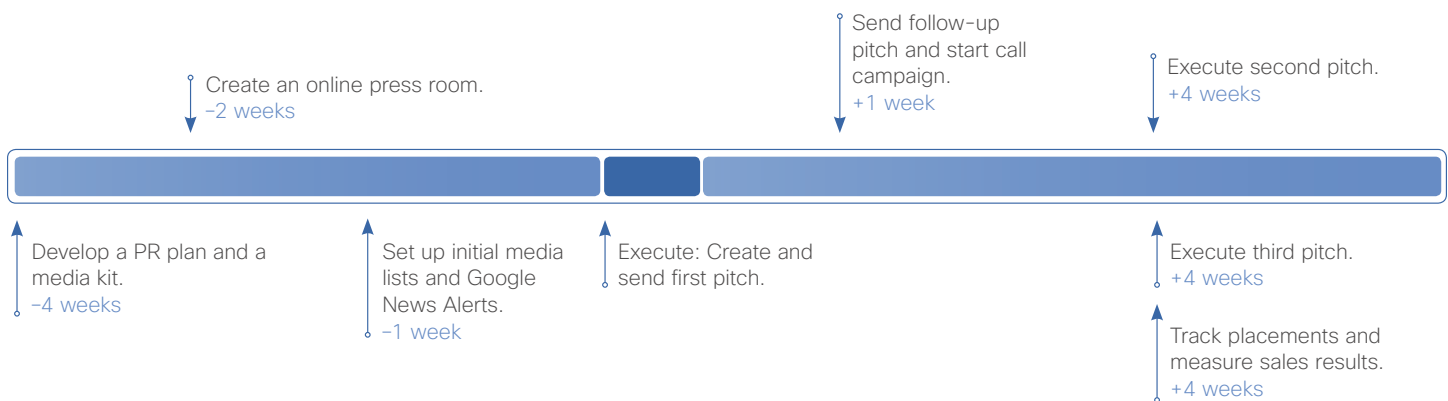 Send follow-up
pitch and start call
campaign.
+1 week
Create an online press room.
–2 weeks
Execute second pitch.
+4 weeks
Develop a PR plan and a
media kit.
–4 weeks
Set up initial media
lists and Google
News Alerts.
–1 week
Execute: Create and
send first pitch.
Execute third pitch.
+4 weeks
Track placements and
measure sales results.
+4 weeks